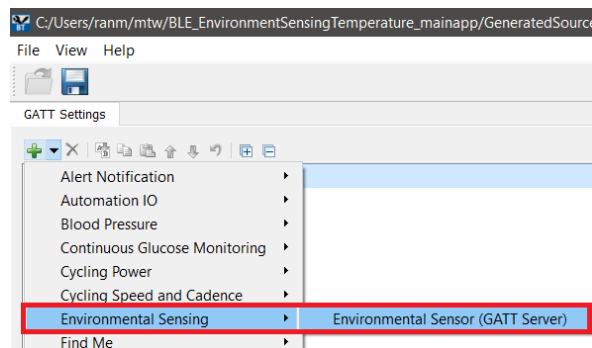 C:/Users/ranm/mtw/BLE_EnvironmentSensingTemperature_mainapp/GeneratedSource
File View Help
GATT Settings
Alert Notification
Automation IO
Blood Pressure
Continuous Glucose Monitoring
Cycling Power
Cycling Speed and Cadence
Environmental Sensing Environmental Sensor (GATT Server)
Find Me